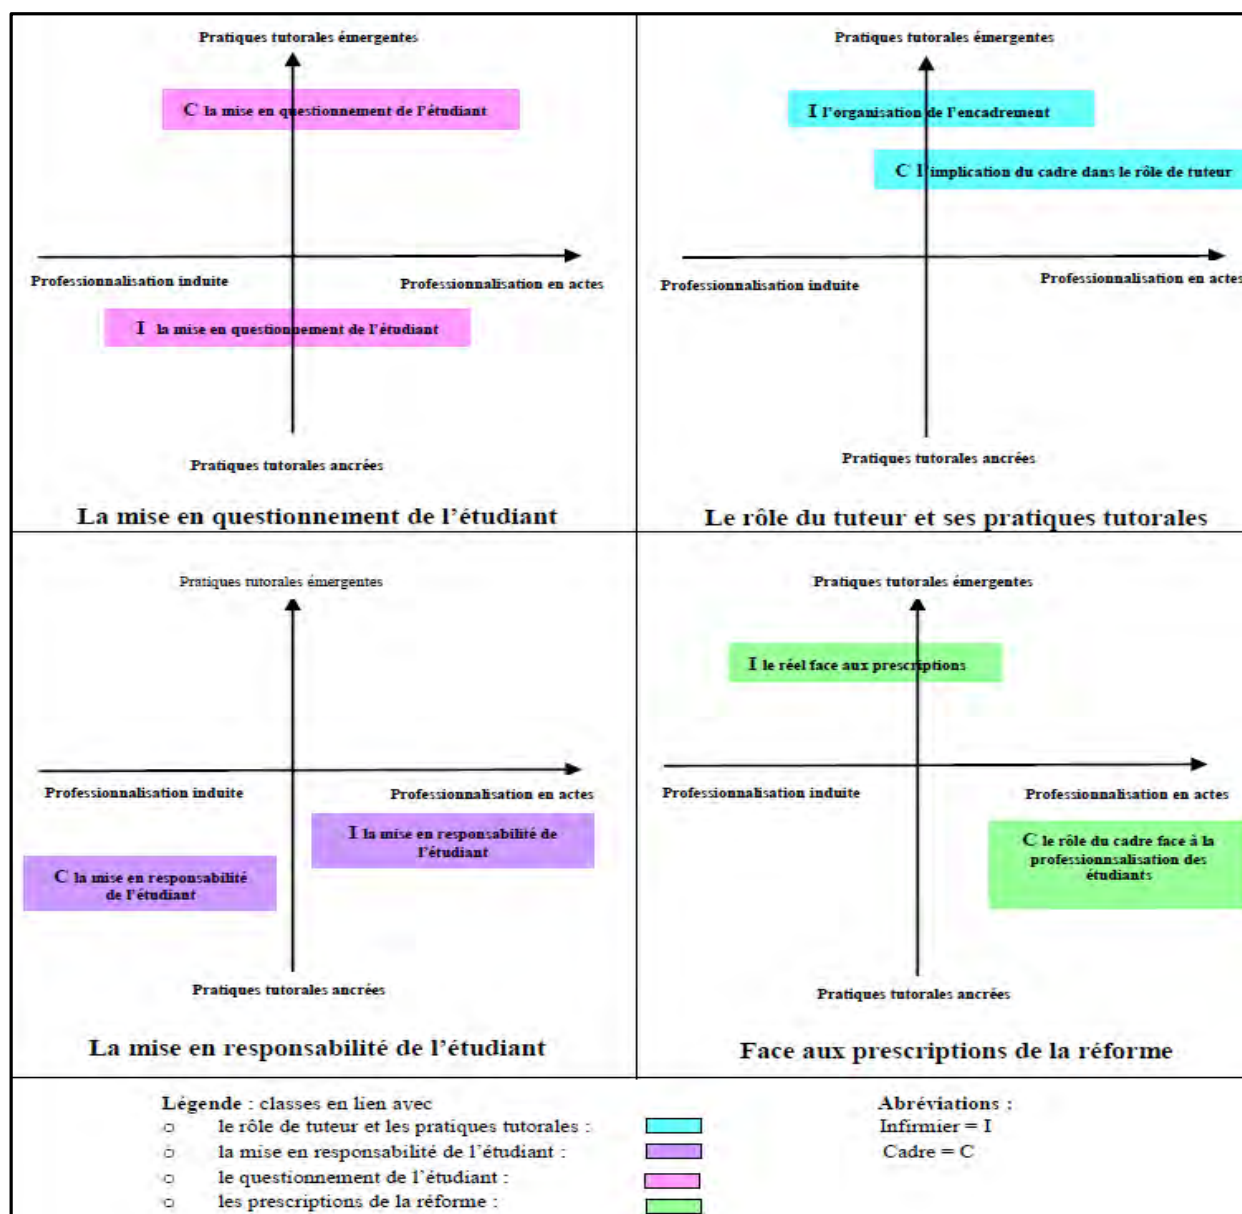 Pratiques tutorales émergentes
C la mise en questionnement de l'étudiant
Professionnalisation induite
Professionnalisation en actes
I la mise en questionnement de l'étudiant
Pratiques tutorales ancrées
La mise en questionnement de l'étudiant
Pratiques tutorales émergentes
I l'organisation de l'encadrement
C l'implication du cadre dans le rôle de tuteur
Professionnalisation induite
Professionnalisation en actes
Pratiques tutorales ancrées
Le rôle du tuteur et ses pratiques tutorales
Pratiques tutorales émergentes
Professionnalisation induite
Professionnalisation en actes
I la mise en responsabilité de
l'étudiant
C la mise en responsabilité
de l'étudiant
Pratiques tutorales ancrées
La mise en responsabilité de l'étudiant
Pratiques tutorales émergentes
I le réel face aux prescriptions
Professionnalisation induite
Professionnalisation en actes
C le rôle du cadre face à la
professionnsalisation des
étudiants
Pratiques tutorales ancrées
Face aux prescriptions de la réforme
Légende : classes en lien avec
o le rôle de tuteur et les pratiques tutorales :
o la mise en responsabilité de l'étudiant :
o le questionnement de l'étudiant :
o les prescriptions de la réforme :
Abréviations :
Infirmier = I
Cadre = C